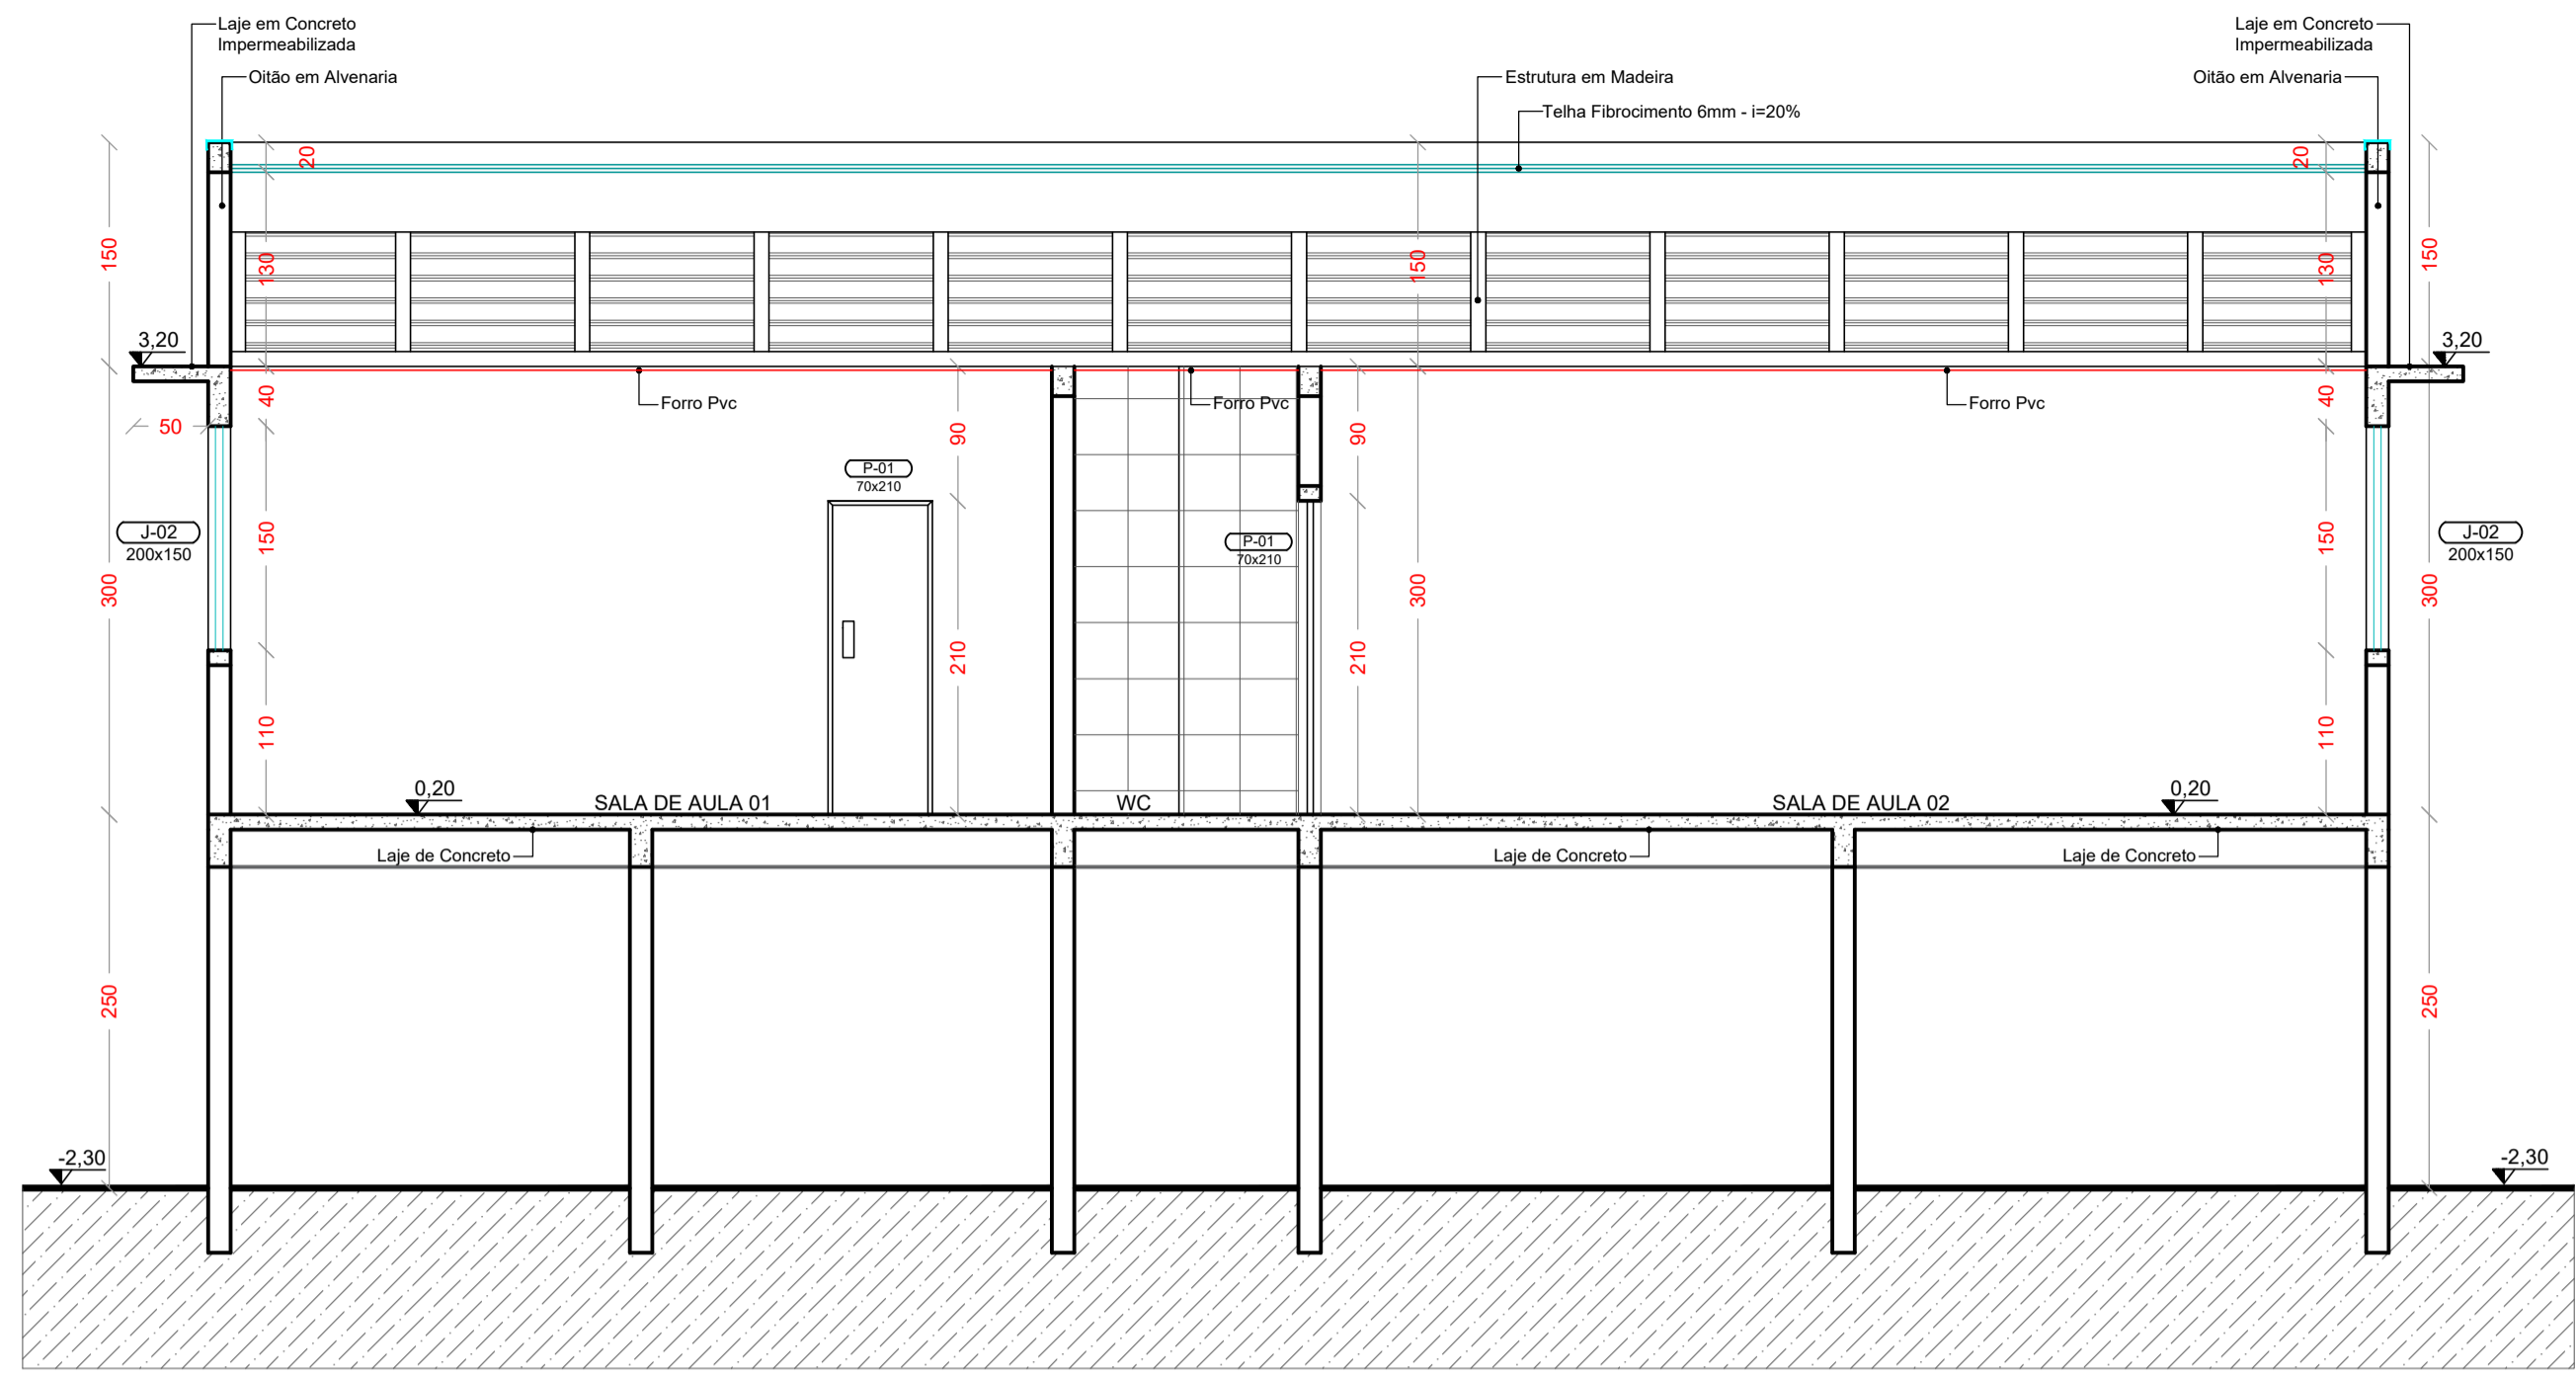 Laje em Concreto
Impermeabilizada
Laje em Concreto
Impermeabilizada
Oitão em Alvenaria
Estrutura em Madeira
Oitão em Alvenaria
Telha Fibrocimento 6mm - i=20%
20
20
150
130
150
130
150
3,20
3,20
40
40
Forro Pvc
Forro Pvc
Forro Pvc
50
90
90
P-01
70x210
J-02
200x150
150
P-01
70x210
150
J-02
200x150
300
300
300
210
210
110
110
0,20
0,20
SALA DE AULA 01
WC
SALA DE AULA 02
Laje de Concreto
Laje de Concreto
Laje de Concreto
250
250
-2,30
-2,30